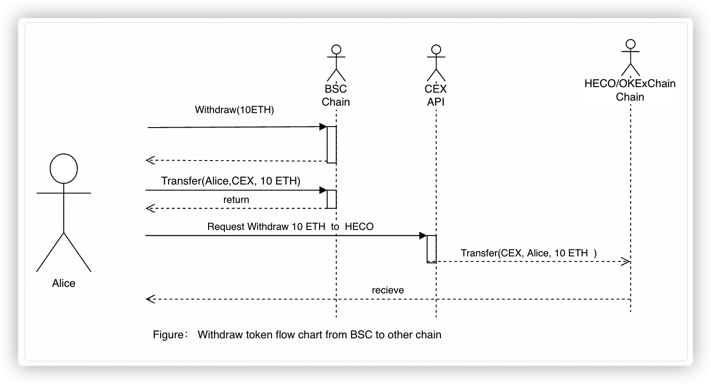 BSC
Chain
CEX
API
HECO/OKExChain
Chain
Withdraw(10ETH)
Transfer(Alice,CEX, 10 ETH)
return
Request Withdraw 10 ETH to HECO
Transfer(CEX, Alice, 10 ETH )
Alice
recieve
Figure: Withdraw token flow chart from BSC to other chain